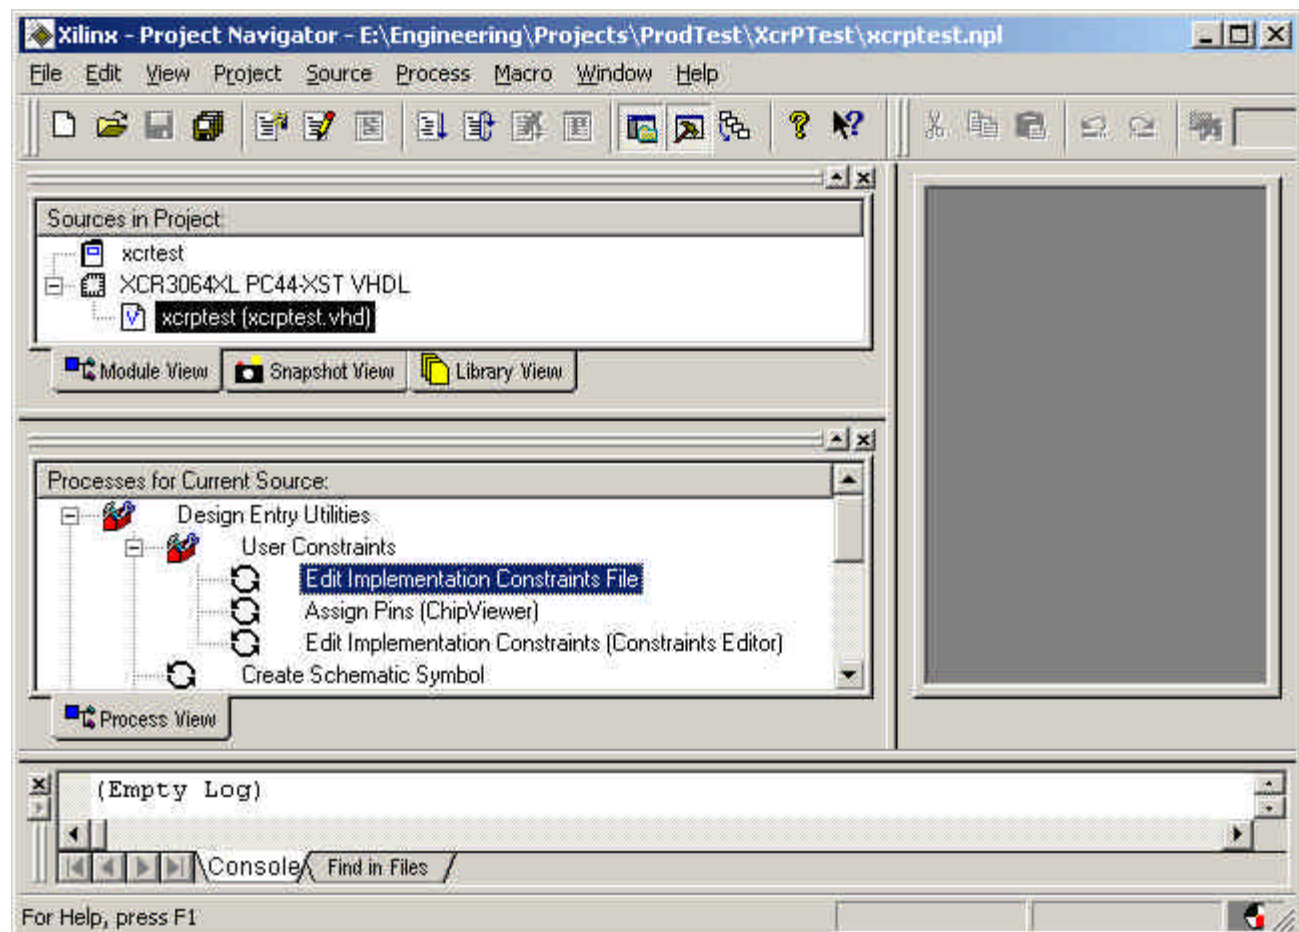 Xilinx - Project Navigator - E:\Engineering\Projects\ProdTest\XcrPTest\xcrptest.npl
File Edit View Project Source Process Macro Window Help
Sources in Project:
xcrtest
XCR3064XL PC44-XST VHDL
xcrptest (xcrptest.vhd)
Module View Snapshot View Library View
Processes for Current Source:
Design Entry Utilities
User Constraints
Edit Implementation Constraints File
Assign Pins (ChipViewer)
Edit Implementation Constraints (Constraints Editor)
Create Schematic Symbol
Process View
(Empty Log)
Console Find in Files
For Help, press F1